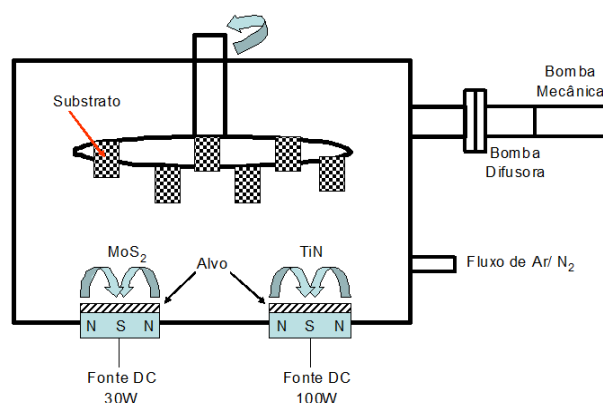 Bomba
Mecânica
Substrato
Bomba
Difusora
MoS₂
Alvo
TiN
Fluxo de Ar/ N₂
N S N
N S N
Fonte DC
30W
Fonte DC
100W